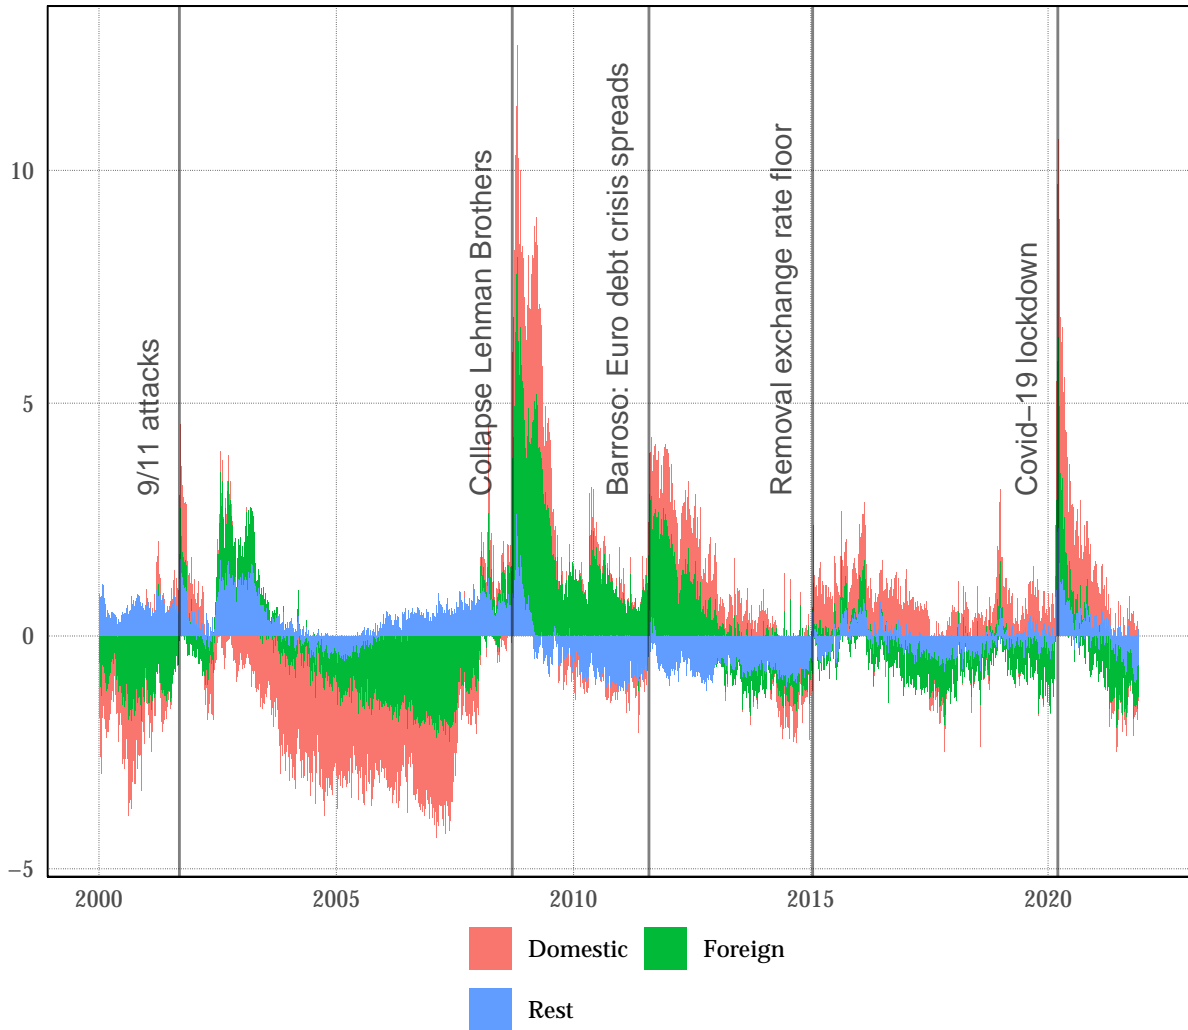 10
5
0
−5
9/11 attacks
Collapse Lehman Brothers
Barroso: Euro debt crisis spreads
Removal exchange rate floor
Covid−19 lockdown
2000 2005 2010 2015 2020
Domestic Foreign
Rest